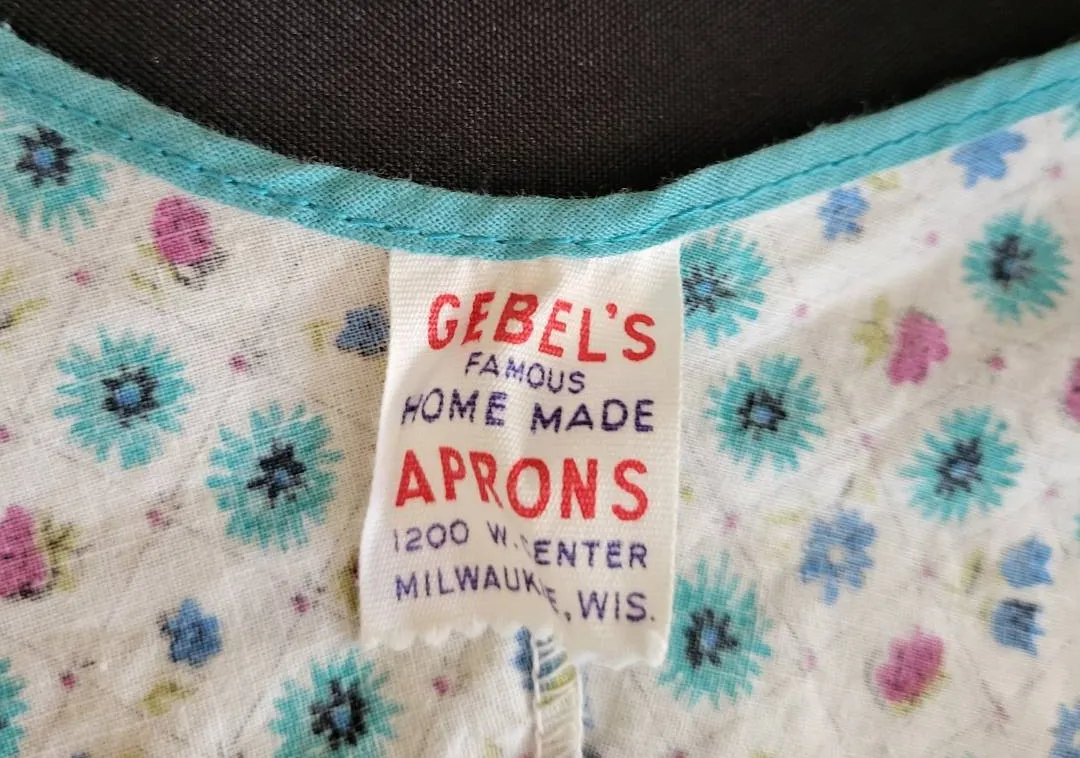 GEBEL'S
FAMOUS
HOME MADE
APRONS
1200 W. CENTER
MILWAUKEE, WIS.